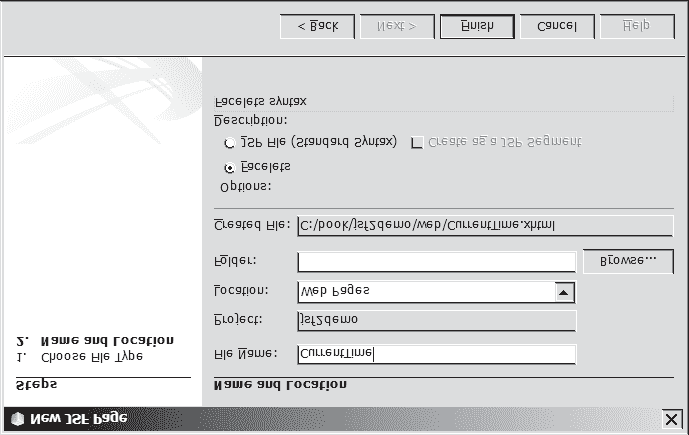 New JSF Page
Steps
1. Choose File Type
2. Name and Location
Name and Location
File Name: CurrentTime
Project: jsf2demo
Location: Web Pages
Folder:
Browse...
Created File: C:\book\jsf2demo\web\CurrentTime.xhtml
Options:
Facelets
JSP File (Standard Syntax) Create as a JSP Segment
Description:
Facelets syntax
< Back Next > Finish Cancel Help